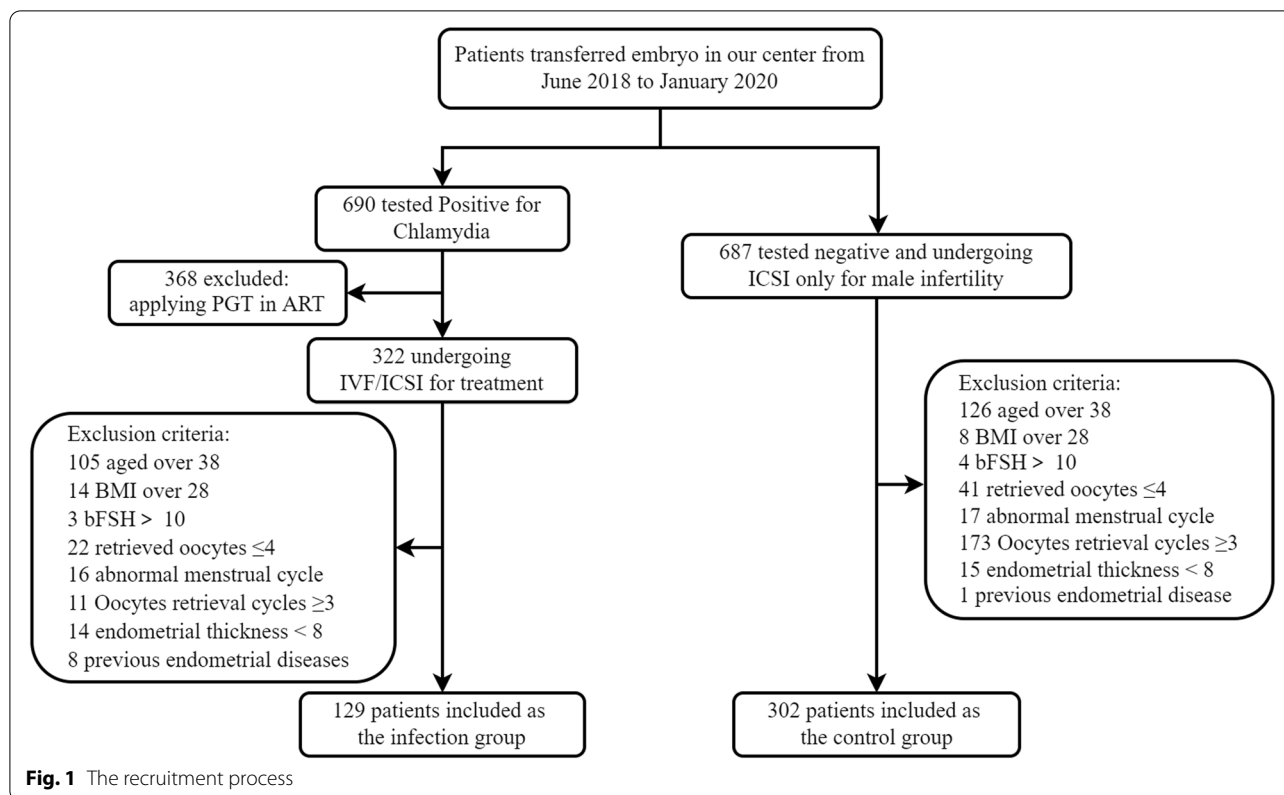 Patients transferred embryo in our center from
June 2018 to January 2020
690 tested Positive for
Chlamydia
687 tested negative and undergoing
ICSI only for male infertility
368 excluded:
applying PGT in ART
322 undergoing
IVF/ICSI for treatment
Exclusion criteria:
105 aged over 38
14 BMI over 28
3 bFSH > 10
22 retrieved oocytes ≤4
16 abnormal menstrual cycle
11 Oocytes retrieval cycles ≥3
14 endometrial thickness < 8
8 previous endometrial diseases
Exclusion criteria:
126 aged over 38
8 BMI over 28
4 bFSH > 10
41 retrieved oocytes ≤4
17 abnormal menstrual cycle
173 Oocytes retrieval cycles ≥3
15 endometrial thickness < 8
1 previous endometrial disease
129 patients included as
the infection group
302 patients included as
the control group
Fig. 1 The recruitment process